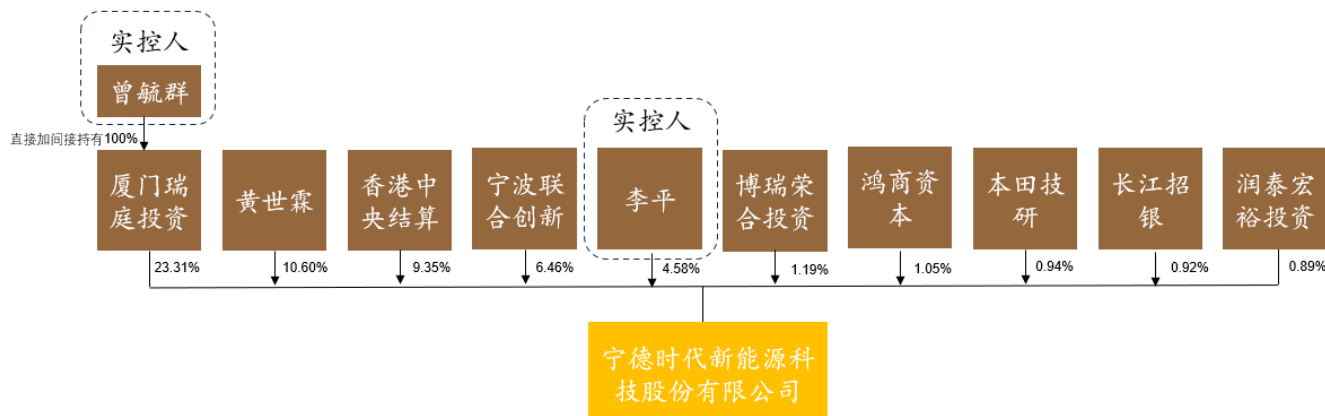 实控人
曾毓群
直接加间接持有100%
实控人
厦门瑞
庭投资
黄世霖
香港中
央结算
宁波联
合创新
李平
博瑞荣
合投资
鸿商资
本
本田技
研
长江招
银
润泰宏
裕投资
23.31%
10.60%
9.35%
6.46%
4.58%
1.19%
1.05%
0.94%
0.92%
0.89%
宁德时代新能源科
技股份有限公司